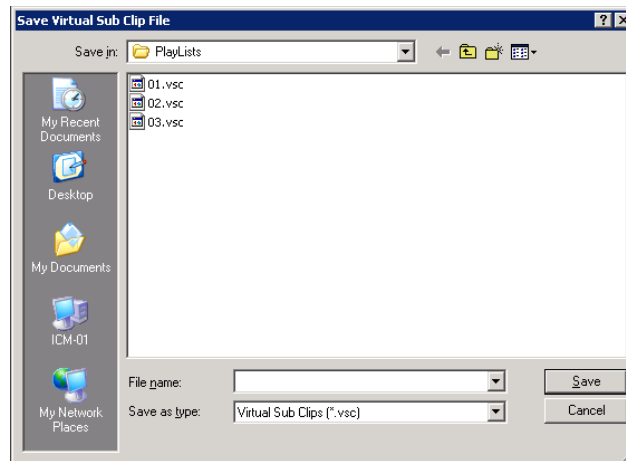 Save Virtual Sub Clip File
Save in: PlayLists
01.vsc
02.vsc
03.vsc
My Recent
Documents
Desktop
My Documents
ICM-01
My Network
Places
File name:
Save
Save as type: Virtual Sub Clips (*.vsc)
Cancel